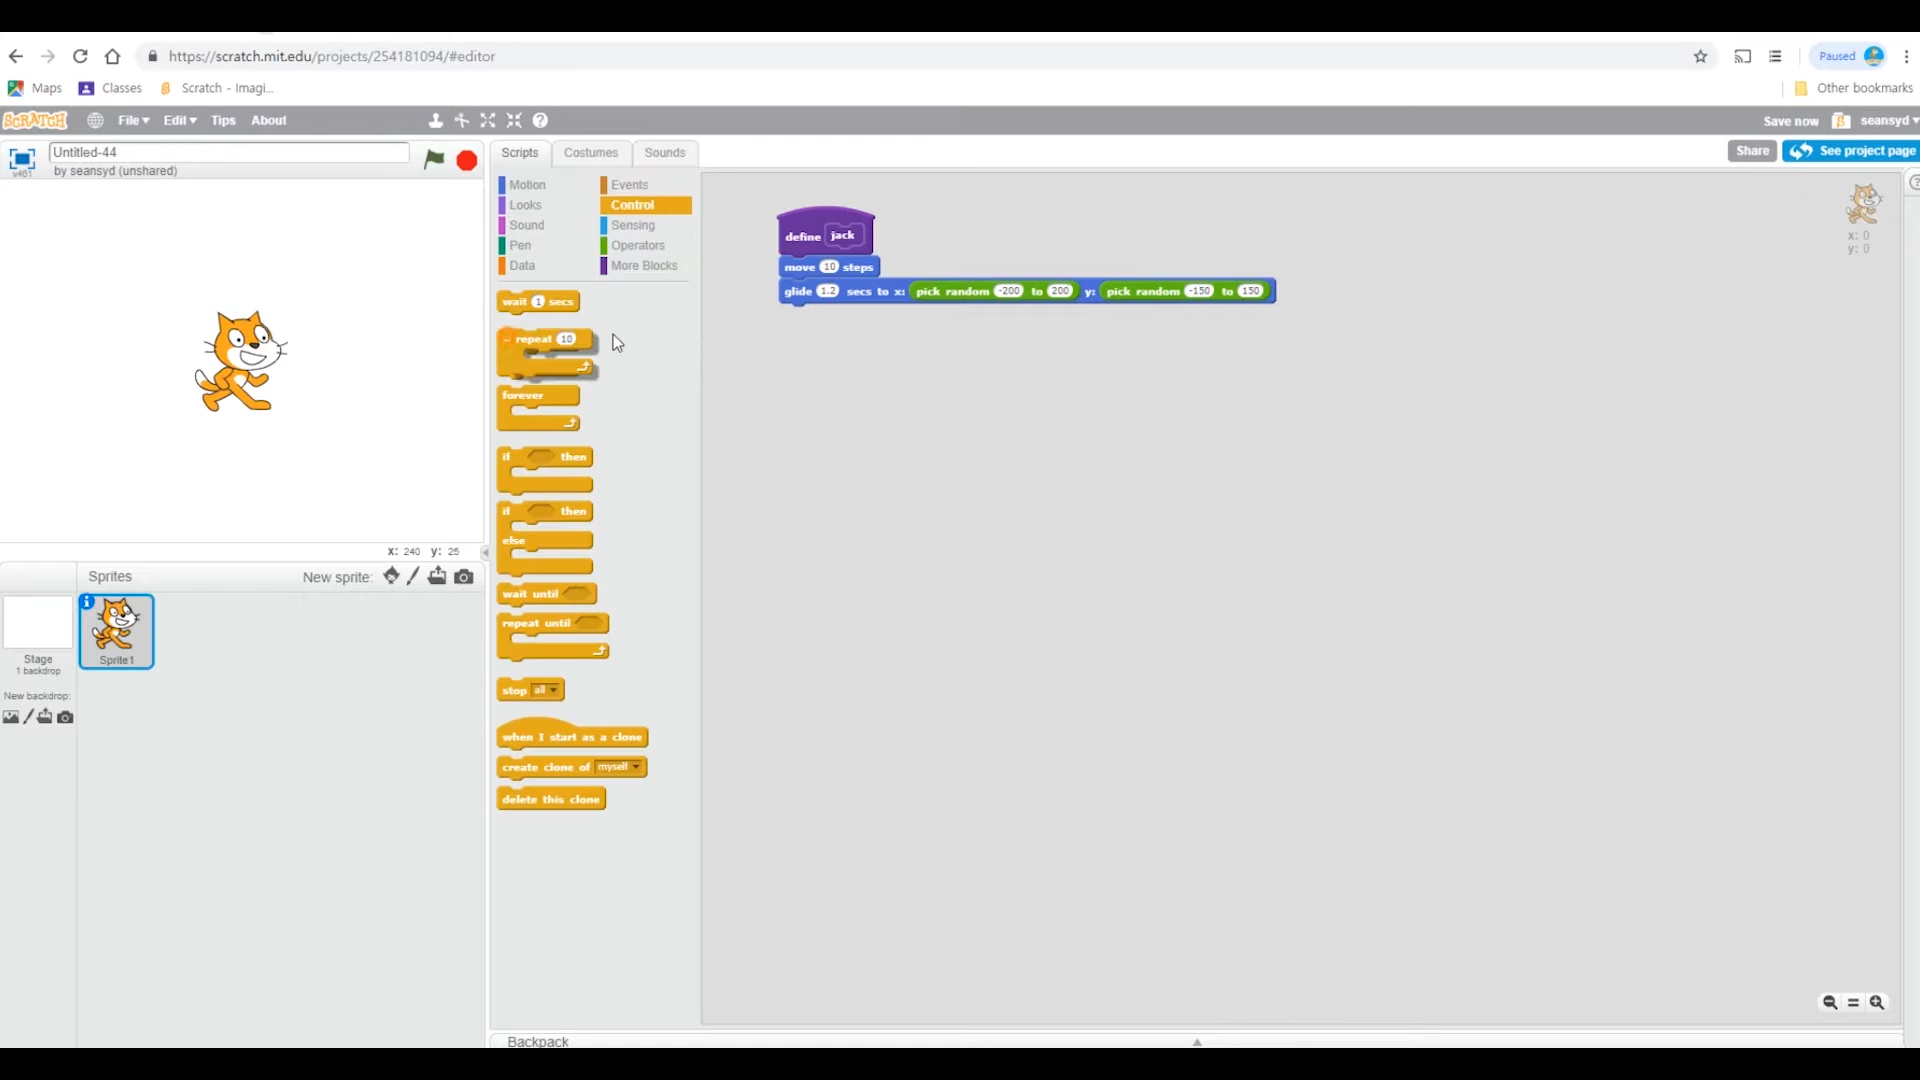 https://scratch.mit.edu/projects/254181094/#editor
Paused
Maps
Classes
Scratch - Imagi...
Other bookmarks
SCRATCH
File
Edit
Tips
About
Save now
seansyd
v461
Untitled-44
by seansyd (unshared)
Scripts
Costumes
Sounds
Share
See project page
Motion
Events
Looks
Control
Sound
Sensing
Pen
Operators
Data
More Blocks
define jack
move 10 steps
glide 1.2 secs to x: pick random -200 to 200 y: pick random -150 to 150
x: 0
y: 0
wait 1 secs
repeat 10
forever
if then
if then
else
wait until
repeat until
stop all
when I start as a clone
create clone of myself
delete this clone
x: 240 y: 25
Sprites
New sprite:
Sprite1
Stage
1 backdrop
New backdrop:
Backpack